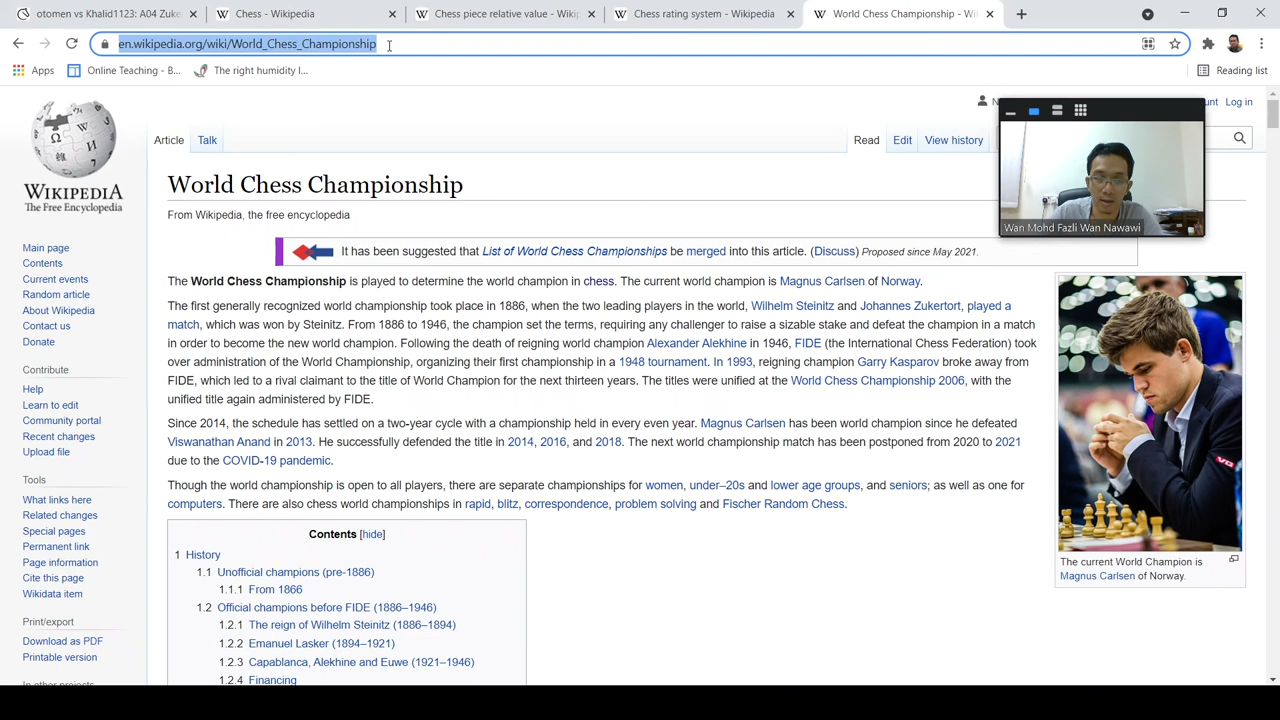 otomen vs Khalid1123: A04 Zuke
Chess - Wikipedia
Chess piece relative value - Wikip
Chess rating system - Wikipedia
World Chess Championship - Wi
en.wikipedia.org/wiki/World_Chess_Championship
Apps
Online Teaching - B...
The right humidity l...
Reading list
WIKIPEDIA
The Free Encyclopedia
Main page
Contents
Current events
Random article
About Wikipedia
Contact us
Donate
Contribute
Help
Learn to edit
Community portal
Recent changes
Upload file
Tools
What links here
Related changes
Special pages
Permanent link
Page information
Cite this page
Wikidata item
Print/export
Download as PDF
Printable version
In other projects
N
unt Log in
Article Talk
Read Edit View history
Wan Mohd Fazli Wan Nawawi
World Chess Championship
From Wikipedia, the free encyclopedia
It has been suggested that List of World Chess Championships be merged into this article. (Discuss) Proposed since May 2021.
The World Chess Championship is played to determine the world champion in chess. The current world champion is Magnus Carlsen of Norway.
The first generally recognized world championship took place in 1886, when the two leading players in the world, Wilhelm Steinitz and Johannes Zukertort, played a
match, which was won by Steinitz. From 1886 to 1946, the champion set the terms, requiring any challenger to raise a sizable stake and defeat the champion in a match
in order to become the new world champion. Following the death of reigning world champion Alexander Alekhine in 1946, FIDE (the International Chess Federation) took
over administration of the World Championship, organizing their first championship in a 1948 tournament. In 1993, reigning champion Garry Kasparov broke away from
FIDE, which led to a rival claimant to the title of World Champion for the next thirteen years. The titles were unified at the World Chess Championship 2006, with the
unified title again administered by FIDE.
Since 2014, the schedule has settled on a two-year cycle with a championship held in every even year. Magnus Carlsen has been world champion since he defeated
Viswanathan Anand in 2013. He successfully defended the title in 2014, 2016, and 2018. The next world championship match has been postponed from 2020 to 2021
due to the COVID-19 pandemic.
Though the world championship is open to all players, there are separate championships for women, under–20s and lower age groups, and seniors; as well as one for
computers. There are also chess world championships in rapid, blitz, correspondence, problem solving and Fischer Random Chess.
The current World Champion is
Magnus Carlsen of Norway.
Contents [hide]
1 History
1.1 Unofficial champions (pre-1886)
1.1.1 From 1866
1.2 Official champions before FIDE (1886–1946)
1.2.1 The reign of Wilhelm Steinitz (1886–1894)
1.2.2 Emanuel Lasker (1894–1921)
1.2.3 Capablanca, Alekhine and Euwe (1921–1946)
1.2.4 Financing